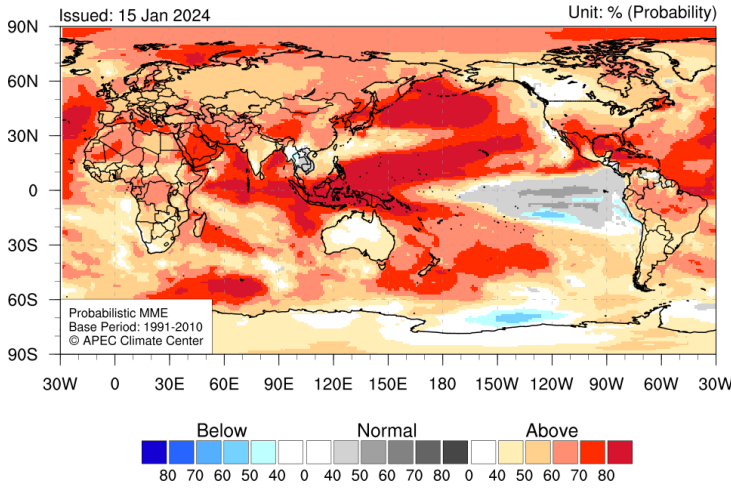 Issued: 15 Jan 2024 Unit: % (Probability)
90N
60N
30N
0
30S
60S
90S
Probabilistic MME
Base Period: 1991-2010
© APEC Climate Center
30W 0 30E 60E 90E 120E 150E 180 150W 120W 90W 60W 30W
Below Normal Above
80 70 60 50 40 0 40 50 60 70 80 0 40 50 60 70 80